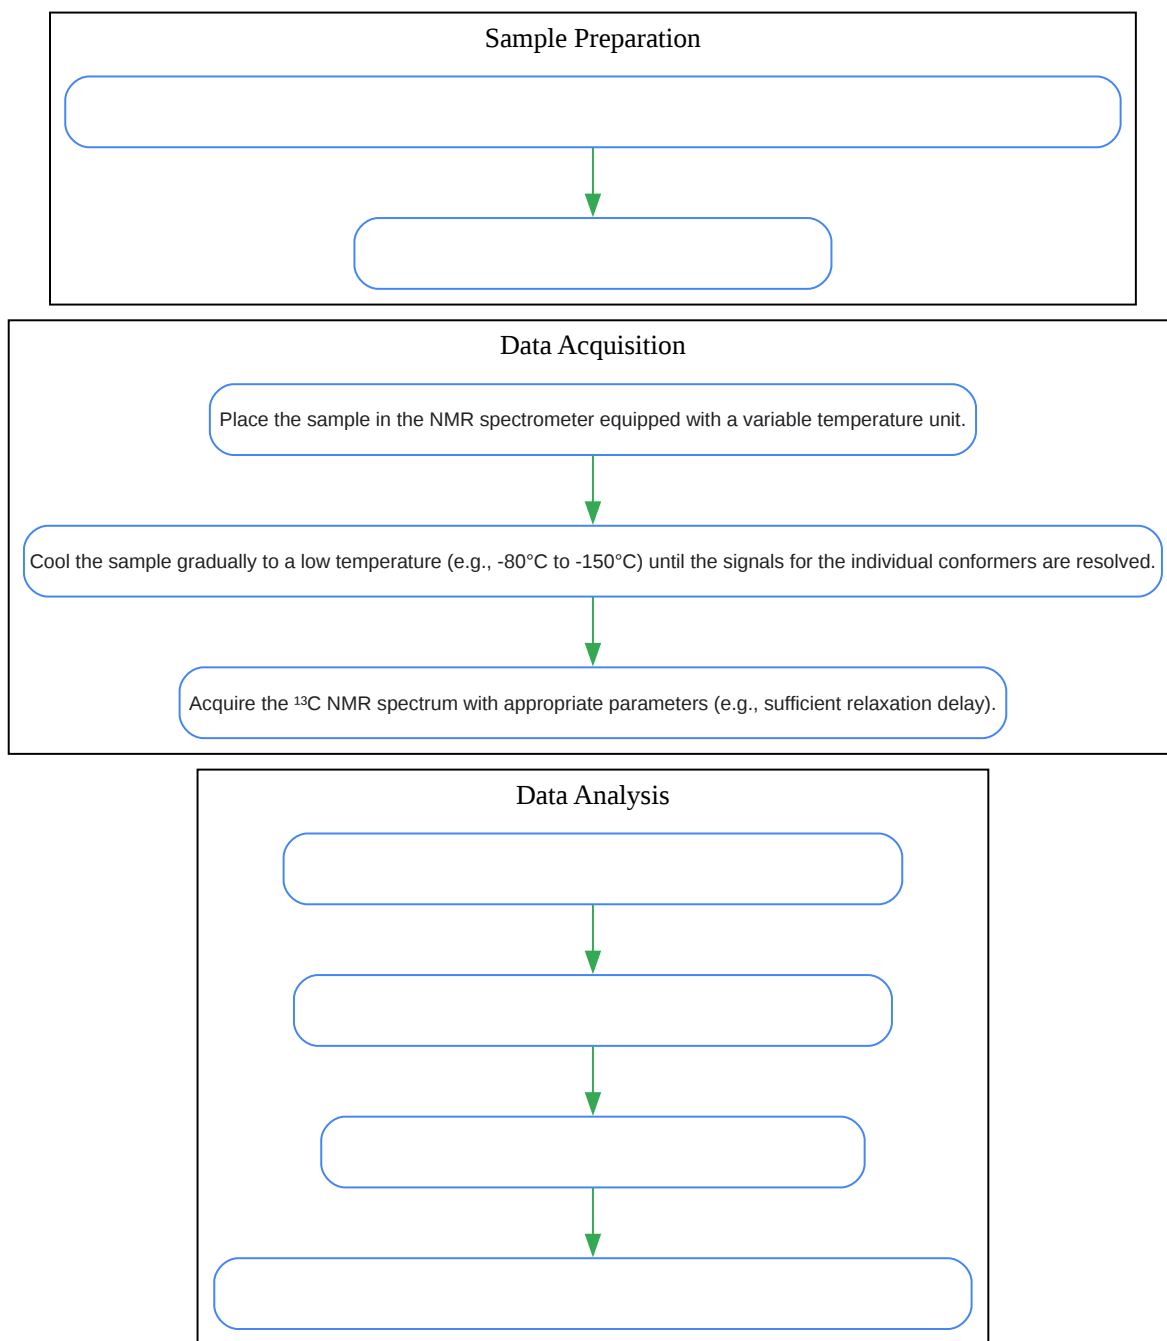 Sample Preparation
Data Acquisition
Place the sample in the NMR spectrometer equipped with a variable temperature unit.
Cool the sample gradually to a low temperature (e.g., -80°C to -150°C) until the signals for the individual conformers are resolved.
Acquire the ¹³C NMR spectrum with appropriate parameters (e.g., sufficient relaxation delay).
Data Analysis